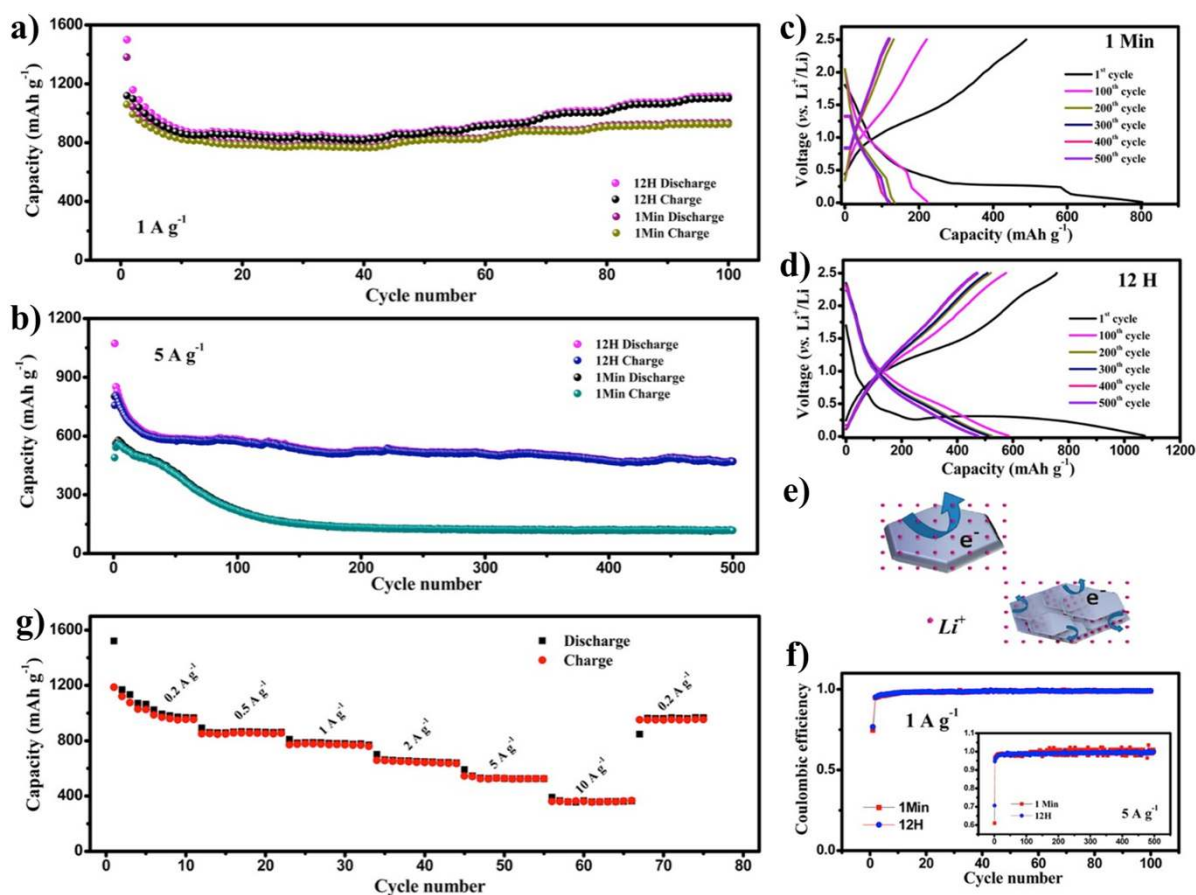 a)
1600
1200
800
400
0
Capacity (mAh g⁻¹)
12H Discharge
12H Charge
1Min Discharge
1Min Charge
1 A g⁻¹
0 20 40 60 80 100
Cycle number
b)
1200
900
600
300
0
Capacity (mAh g⁻¹)
5 A g⁻¹
12H Discharge
12H Charge
1Min Discharge
1Min Charge
0 100 200 300 400 500
Cycle number
g)
1600
1200
800
400
0
Capacity (mAh g⁻¹)
Discharge
Charge
0.2 A g⁻¹
0.5 A g⁻¹
1 A g⁻¹
2 A g⁻¹
5 A g⁻¹
10 A g⁻¹
0.2 A g⁻¹
0 10 20 30 40 50 60 70 80
Cycle number
c)
2.5
2.0
1.5
1.0
0.5
0.0
Voltage (vs. Li⁺/Li)
1 Min
1ˢᵗ cycle
100ᵗʰ cycle
200ᵗʰ cycle
300ᵗʰ cycle
400ᵗʰ cycle
500ᵗʰ cycle
0 200 400 600 800
Capacity (mAh g⁻¹)
d)
2.5
2.0
1.5
1.0
0.5
0.0
Voltage (vs. Li⁺/Li)
12 H
1ˢᵗ cycle
100ᵗʰ cycle
200ᵗʰ cycle
300ᵗʰ cycle
400ᵗʰ cycle
500ᵗʰ cycle
0 200 400 600 800 1000 1200
Capacity (mAh g⁻¹)
e)
e⁻
e⁻
Li⁺
f)
1.0
0.5
0.0
Coulombic efficiency
1 A g⁻¹
1Min
12H
1.1
1.0
0.9
0.8
0.7
0.6
1 Min
12H
5 A g⁻¹
0 100 200 300 400 500
0 20 40 60 80 100
Cycle number